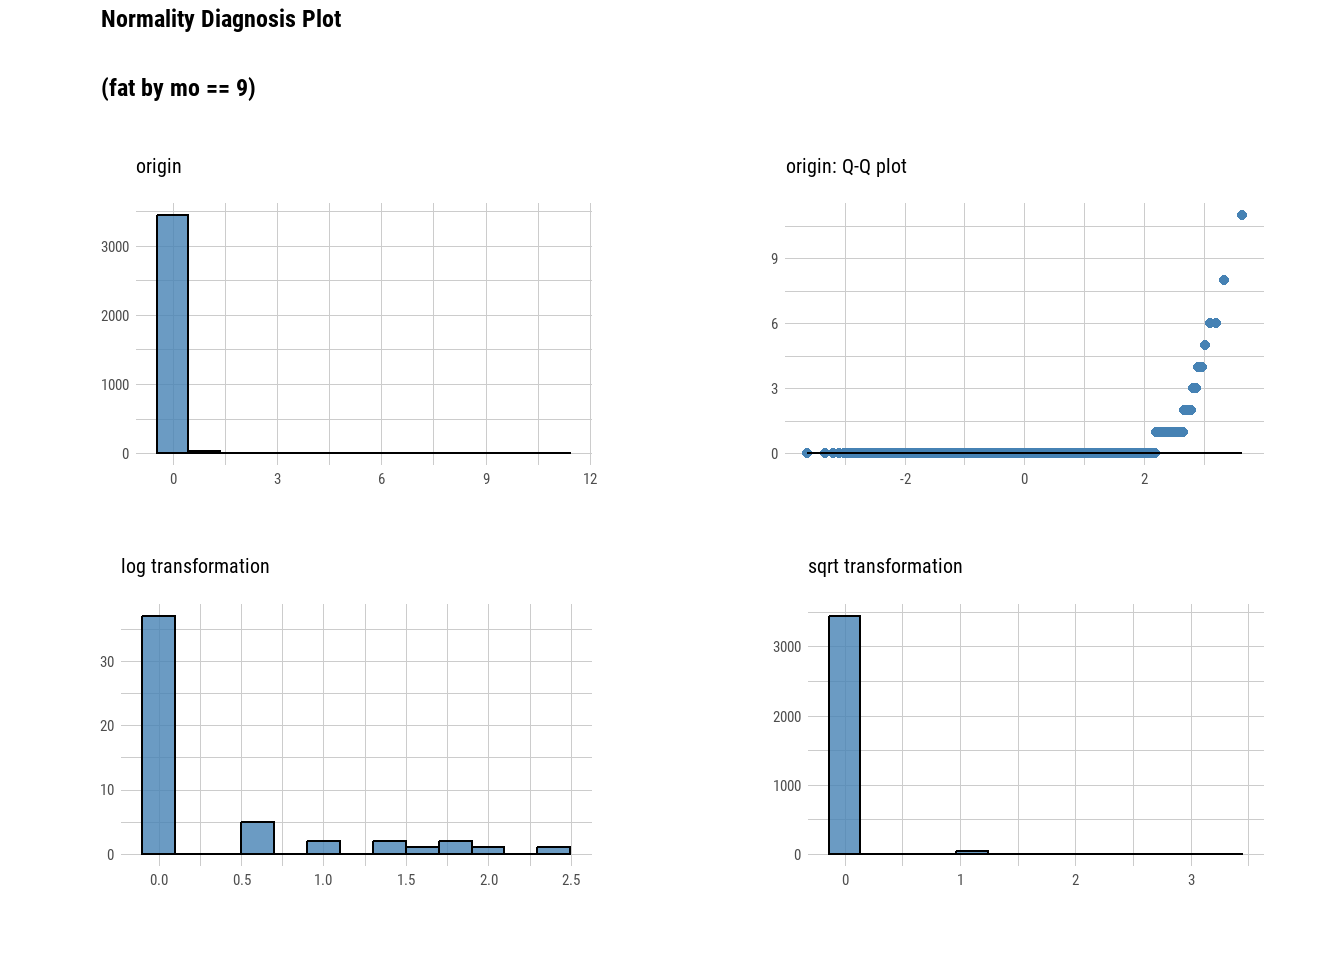 Normality Diagnosis Plot
(fat by mo == 9)
origin
3000
2000
1000
0
0 3 6 9 12
origin: Q-Q plot
9
6
3
0
-2 0 2
log transformation
30
20
10
0
0.0 0.5 1.0 1.5 2.0 2.5
sqrt transformation
3000
2000
1000
0
0 1 2 3